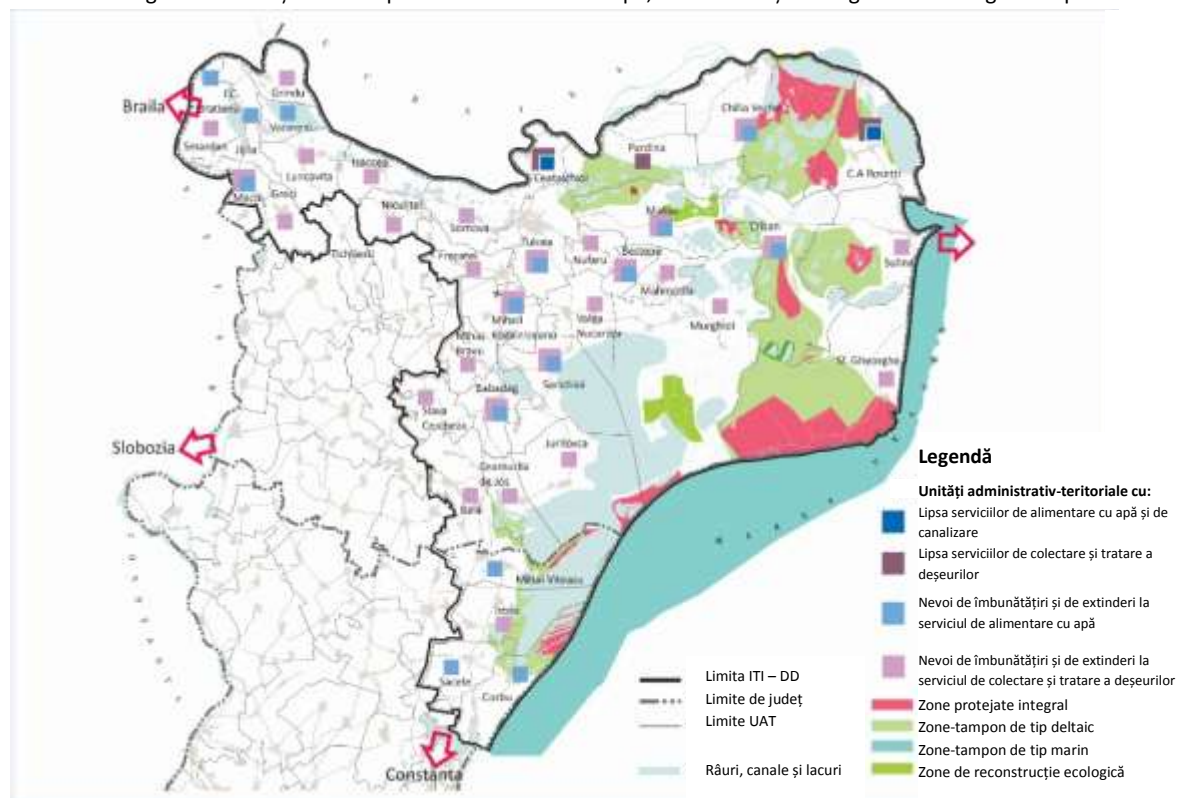 Braila
I.C.
Grindu
Vacareni
Smardan
Jijila
Luncavita
Isaccea
Macin
Greci
Niculitel
Tichilesti
Somova
Frecatei
Tulcea
Nufaru
Bestepe
Mahmudia
Mihail
Kogalniceanu
Valea
Nucarilor
Murghiol
Mihai
Bravu
Babadag
Sarichioi
Slava
Cercheza
Jurilovca
de Jos
Baia
Mihai Viteazu
Istria
Sacele
Corbu
Ceatalchioi
Pardina
Chilia Veche
C.A Rosetti
Maliuc
Crisan
Sulina
Sf. Gheorghe
Slobozia
Constanta
Legendă
Unități administrativ-teritoriale cu:
Lipsa serviciilor de alimentare cu apă și de
canalizare
Lipsa serviciilor de colectare și tratare a
deșeurilor
Nevoi de îmbunătățiri și de extinderi la
serviciul de alimentare cu apă
Nevoi de îmbunătățiri și de extinderi la
serviciul de colectare și tratare a deșeurilor
Zone protejate integral
Zone-tampon de tip deltaic
Zone-tampon de tip marin
Zone de reconstrucție ecologică
Limita ITI – DD
Limite de județ
Limite UAT
Râuri, canale și lacuri